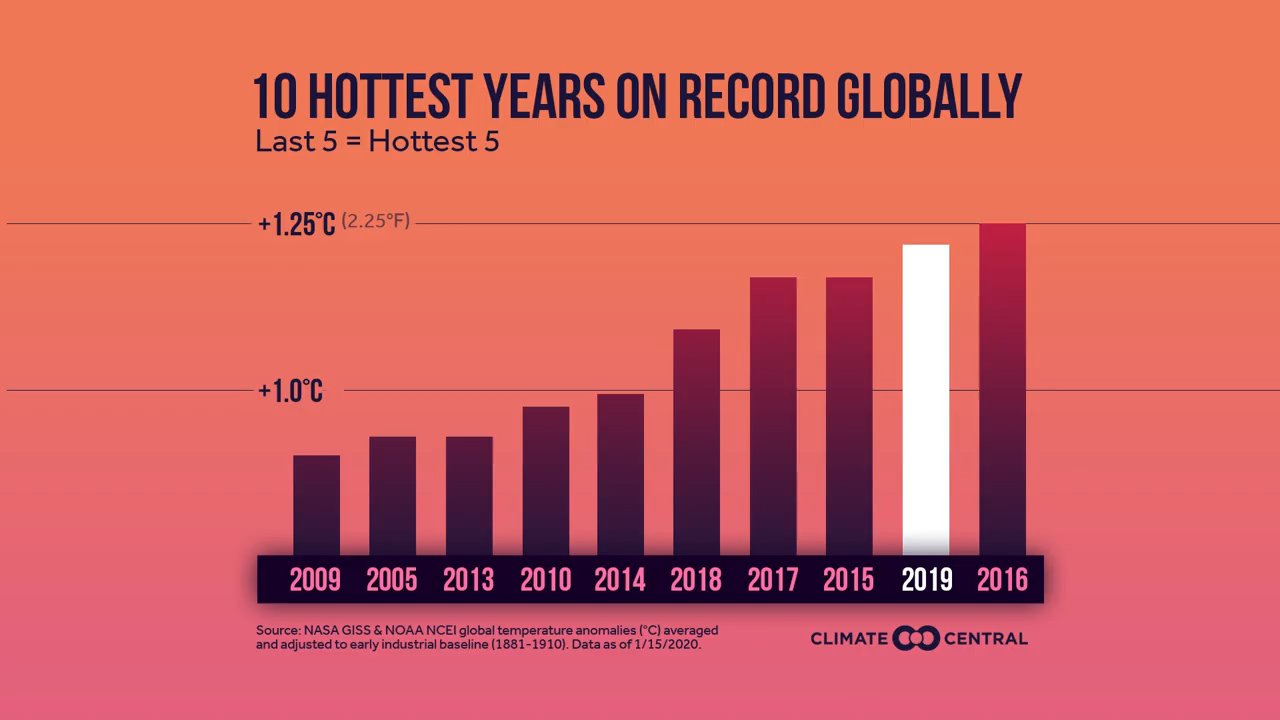 10 HOTTEST YEARS ON RECORD GLOBALLY
Last 5 = Hottest 5
+1.25°C (2.25°F)
+1.0°C
2009 2005 2013 2010 2014 2018 2017 2015 2019 2016
Source: NASA GISS & NOAA NCEI global temperature anomalies (°C) averaged
and adjusted to early industrial baseline (1881-1910). Data as of 1/15/2020.
CLIMATE CENTRAL